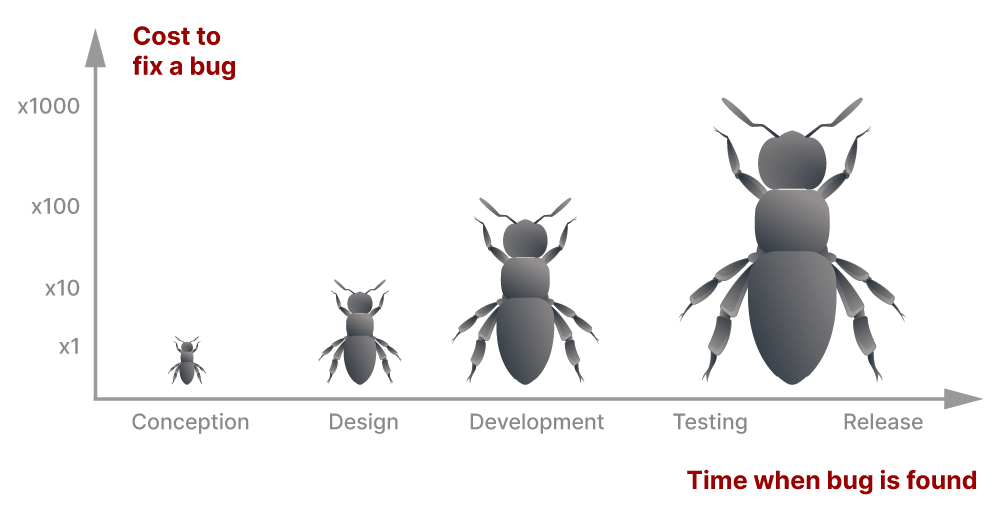 Cost to
fix a bug
x1000
x100
x10
x1
Conception
Design
Development
Testing
Release
Time when bug is found